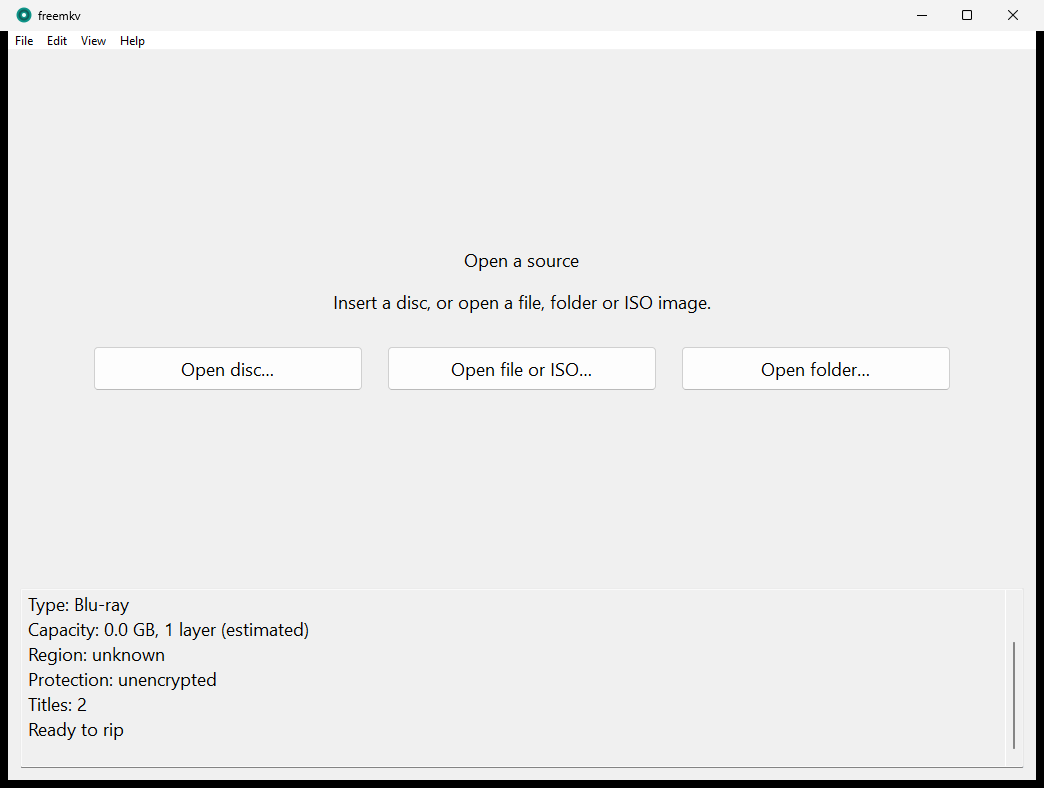 freemkv
File Edit View Help
Open a source
Insert a disc, or open a file, folder or ISO image.
Open disc... Open file or ISO... Open folder...
Type: Blu-ray
Capacity: 0.0 GB, 1 layer (estimated)
Region: unknown
Protection: unencrypted
Titles: 2
Ready to rip